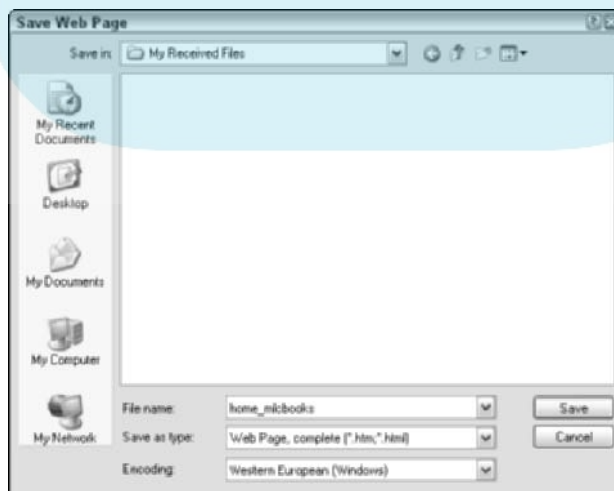 Save Web Page
Save in: My Received Files
My Recent
Documents
Desktop
My Documents
My Computer
My Network
File name: home_mlcbooks Save
Save as type: Web Page, complete (*.htm;*.html) Cancel
Encoding: Western European (Windows)